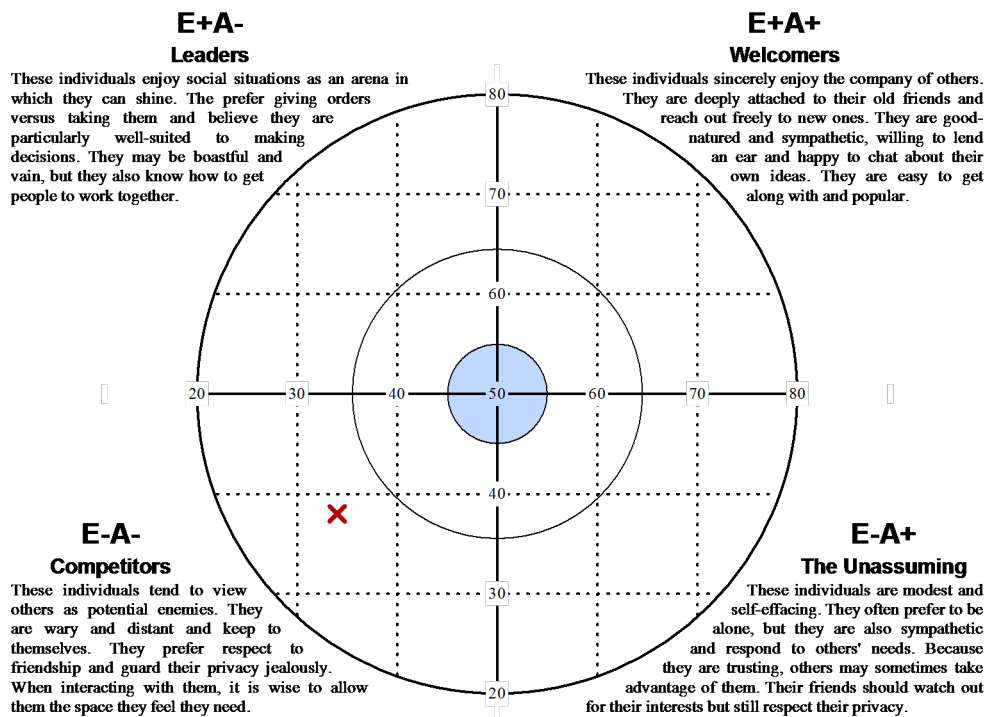 E+A-
Leaders
These individuals enjoy social situations as an arena in
which they can shine. The prefer giving orders
versus taking them and believe they are
particularly well-suited to making
decisions. They may be boastful and
vain, but they also know how to get
people to work together.
E+A+
Welcomers
These individuals sincerely enjoy the company of others.
They are deeply attached to their old friends and
reach out freely to new ones. They are good-
natured and sympathetic, willing to lend
an ear and happy to chat about their
own ideas. They are easy to get
along with and popular.
80
70
60
20 30 40 50 60 70 80
40
30
20
E-A-
Competitors
These individuals tend to view
others as potential enemies. They
are wary and distant and keep to
themselves. They prefer respect to
friendship and guard their privacy jealously.
When interacting with them, it is wise to allow
them the space they feel they need.
E-A+
The Unassuming
These individuals are modest and
self-effacing. They often prefer to be
alone, but they are also sympathetic
and respond to others' needs. Because
they are trusting, others may sometimes take
advantage of them. Their friends should watch out
for their interests but still respect their privacy.